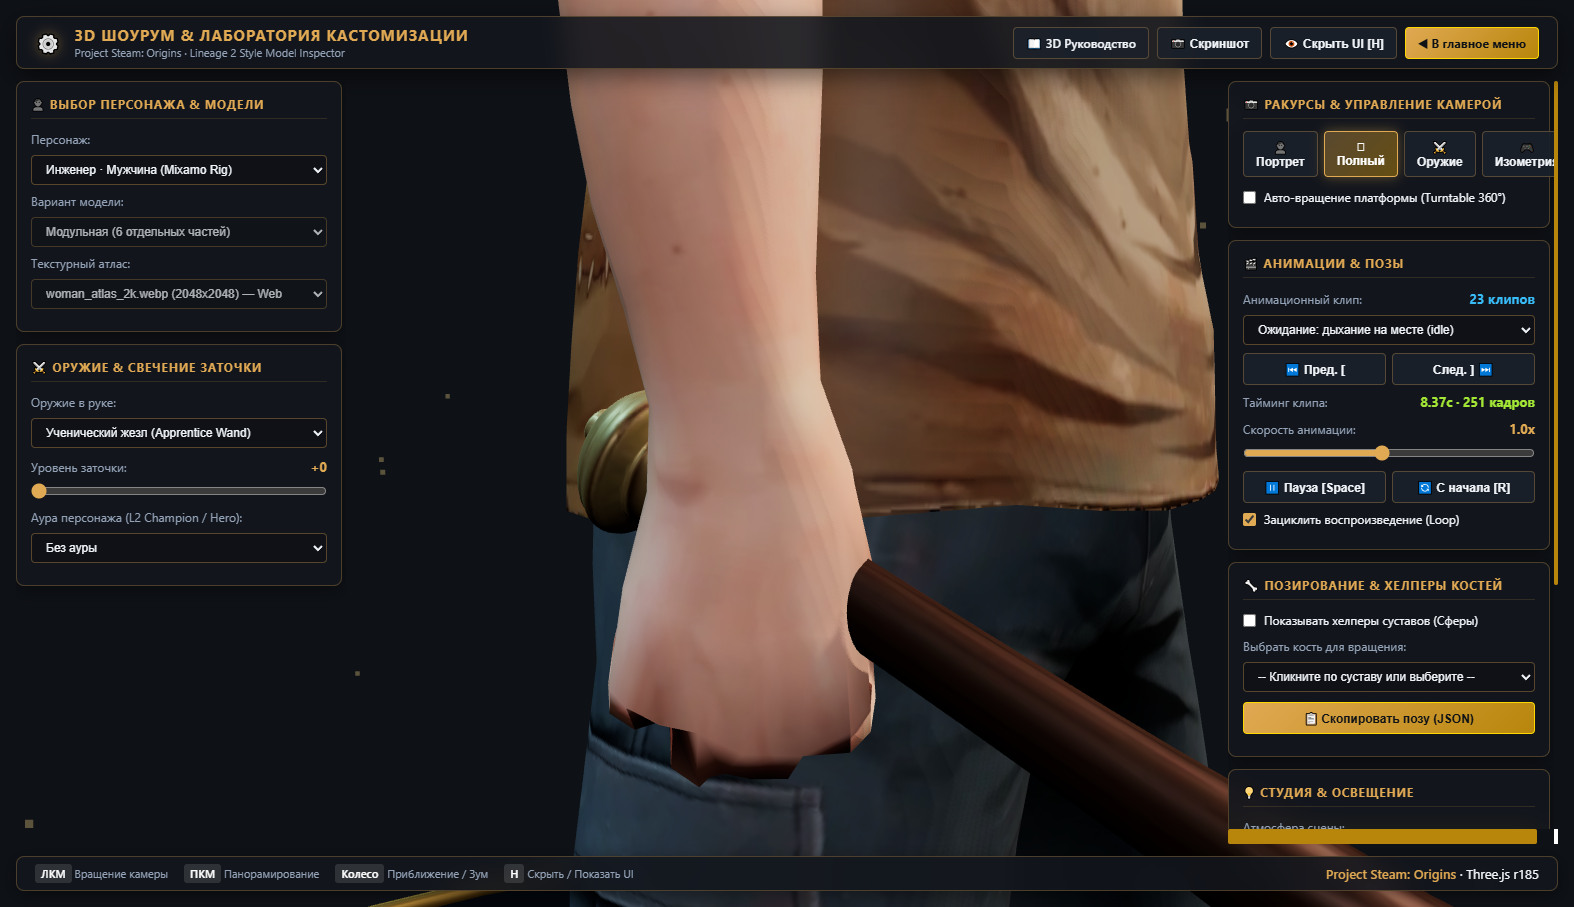 3D ШОУРУМ & ЛАБОРАТОРИЯ КАСТОМИЗАЦИИ
Project Steam: Origins · Lineage 2 Style Model Inspector
3D Руководство
Скриншот
Скрыть UI [H]
В главное меню
ВЫБОР ПЕРСОНАЖА & МОДЕЛИ
Персонаж:
Инженер - Мужчина (Mixamo Rig)
Вариант модели:
Модульная (6 отдельных частей)
Текстурный атлас:
woman_atlas_2k.webp (2048x2048) — Web
ОРУЖИЕ & СВЕЧЕНИЕ ЗАТОЧКИ
Оружие в руке:
Ученический жезл (Apprentice Wand)
Уровень заточки: +0
Аура персонажа (L2 Champion / Hero):
Без ауры
РАКУРСЫ & УПРАВЛЕНИЕ КАМЕРОЙ
Портрет
Полный
Оружие
Изометрия
Авто-вращение платформы (Turntable 360°)
АНИМАЦИИ & ПОЗЫ
Анимационный клип: 23 клипов
Ожидание: дыхание на месте (idle)
Пред. [
След. ]
Тайминг клипа: 8.37с · 251 кадров
Скорость анимации: 1.0x
Пауза [Space]
С начала [R]
Зациклить воспроизведение (Loop)
ПОЗИРОВАНИЕ & ХЕЛПЕРЫ КОСТЕЙ
Показывать хелперы суставов (Сферы)
Выбрать кость для вращения:
-- Кликните по суставу или выберите --
Скопировать позу (JSON)
СТУДИЯ & ОСВЕЩЕНИЕ
Атмосфера сцены:
ЛКМ Вращение камеры ПКМ Панорамирование Колесо Приближение / Зум H Скрыть / Показать UI
Project Steam: Origins · Three.js r185